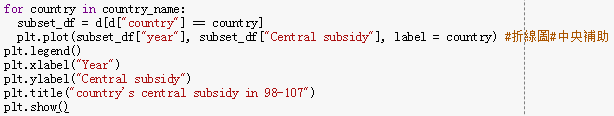 for country in country_name:
  subset_df = d[d["country"] == country]
  plt.plot(subset_df["year"], subset_df["Central subsidy"], label = country) #折線圖#中央補助
plt.legend()
plt.xlabel("Year")
plt.ylabel("Central subsidy")
plt.title("country's central subsidy in 98-107")
plt.show()